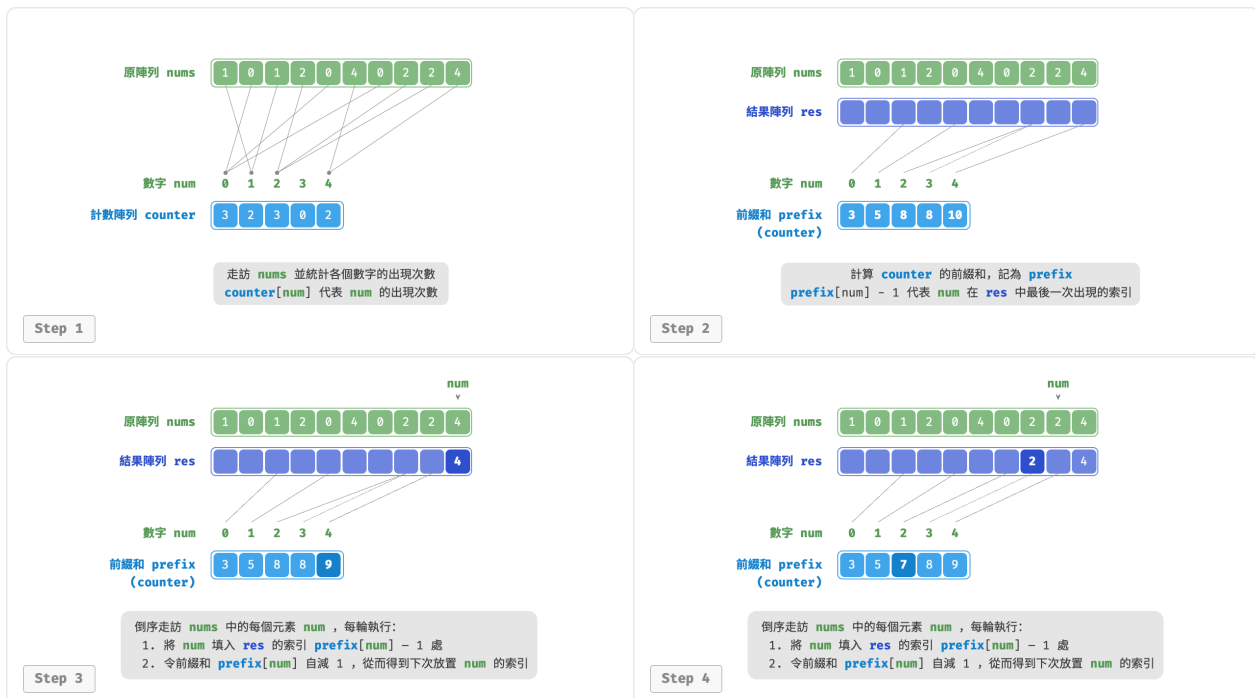 原陣列 nums 1 0 1 2 0 4 0 2 2 4
數字 num 0 1 2 3 4
計數陣列 counter 3 2 3 0 2
走訪 nums 並統計各個數字的出現次數
counter[num] 代表 num 的出現次數
Step 1
原陣列 nums 1 0 1 2 0 4 0 2 2 4
結果陣列 res
數字 num 0 1 2 3 4
前綴和 prefix 3 5 8 8 10
(counter)
計算 counter 的前綴和，記為 prefix
prefix[num] – 1 代表 num 在 res 中最後一次出現的索引
Step 2
num
原陣列 nums 1 0 1 2 0 4 0 2 2 4
結果陣列 res 4
數字 num 0 1 2 3 4
前綴和 prefix 3 5 8 8 9
(counter)
倒序走訪 nums 中的每個元素 num ，每輪執行：
1. 將 num 填入 res 的索引 prefix[num] – 1 處
2. 令前綴和 prefix[num] 自減 1 ，從而得到下次放置 num 的索引
Step 3
num
原陣列 nums 1 0 1 2 0 4 0 2 2 4
結果陣列 res 2 4
數字 num 0 1 2 3 4
前綴和 prefix 3 5 7 8 9
(counter)
倒序走訪 nums 中的每個元素 num ，每輪執行：
1. 將 num 填入 res 的索引 prefix[num] – 1 處
2. 令前綴和 prefix[num] 自減 1 ，從而得到下次放置 num 的索引
Step 4